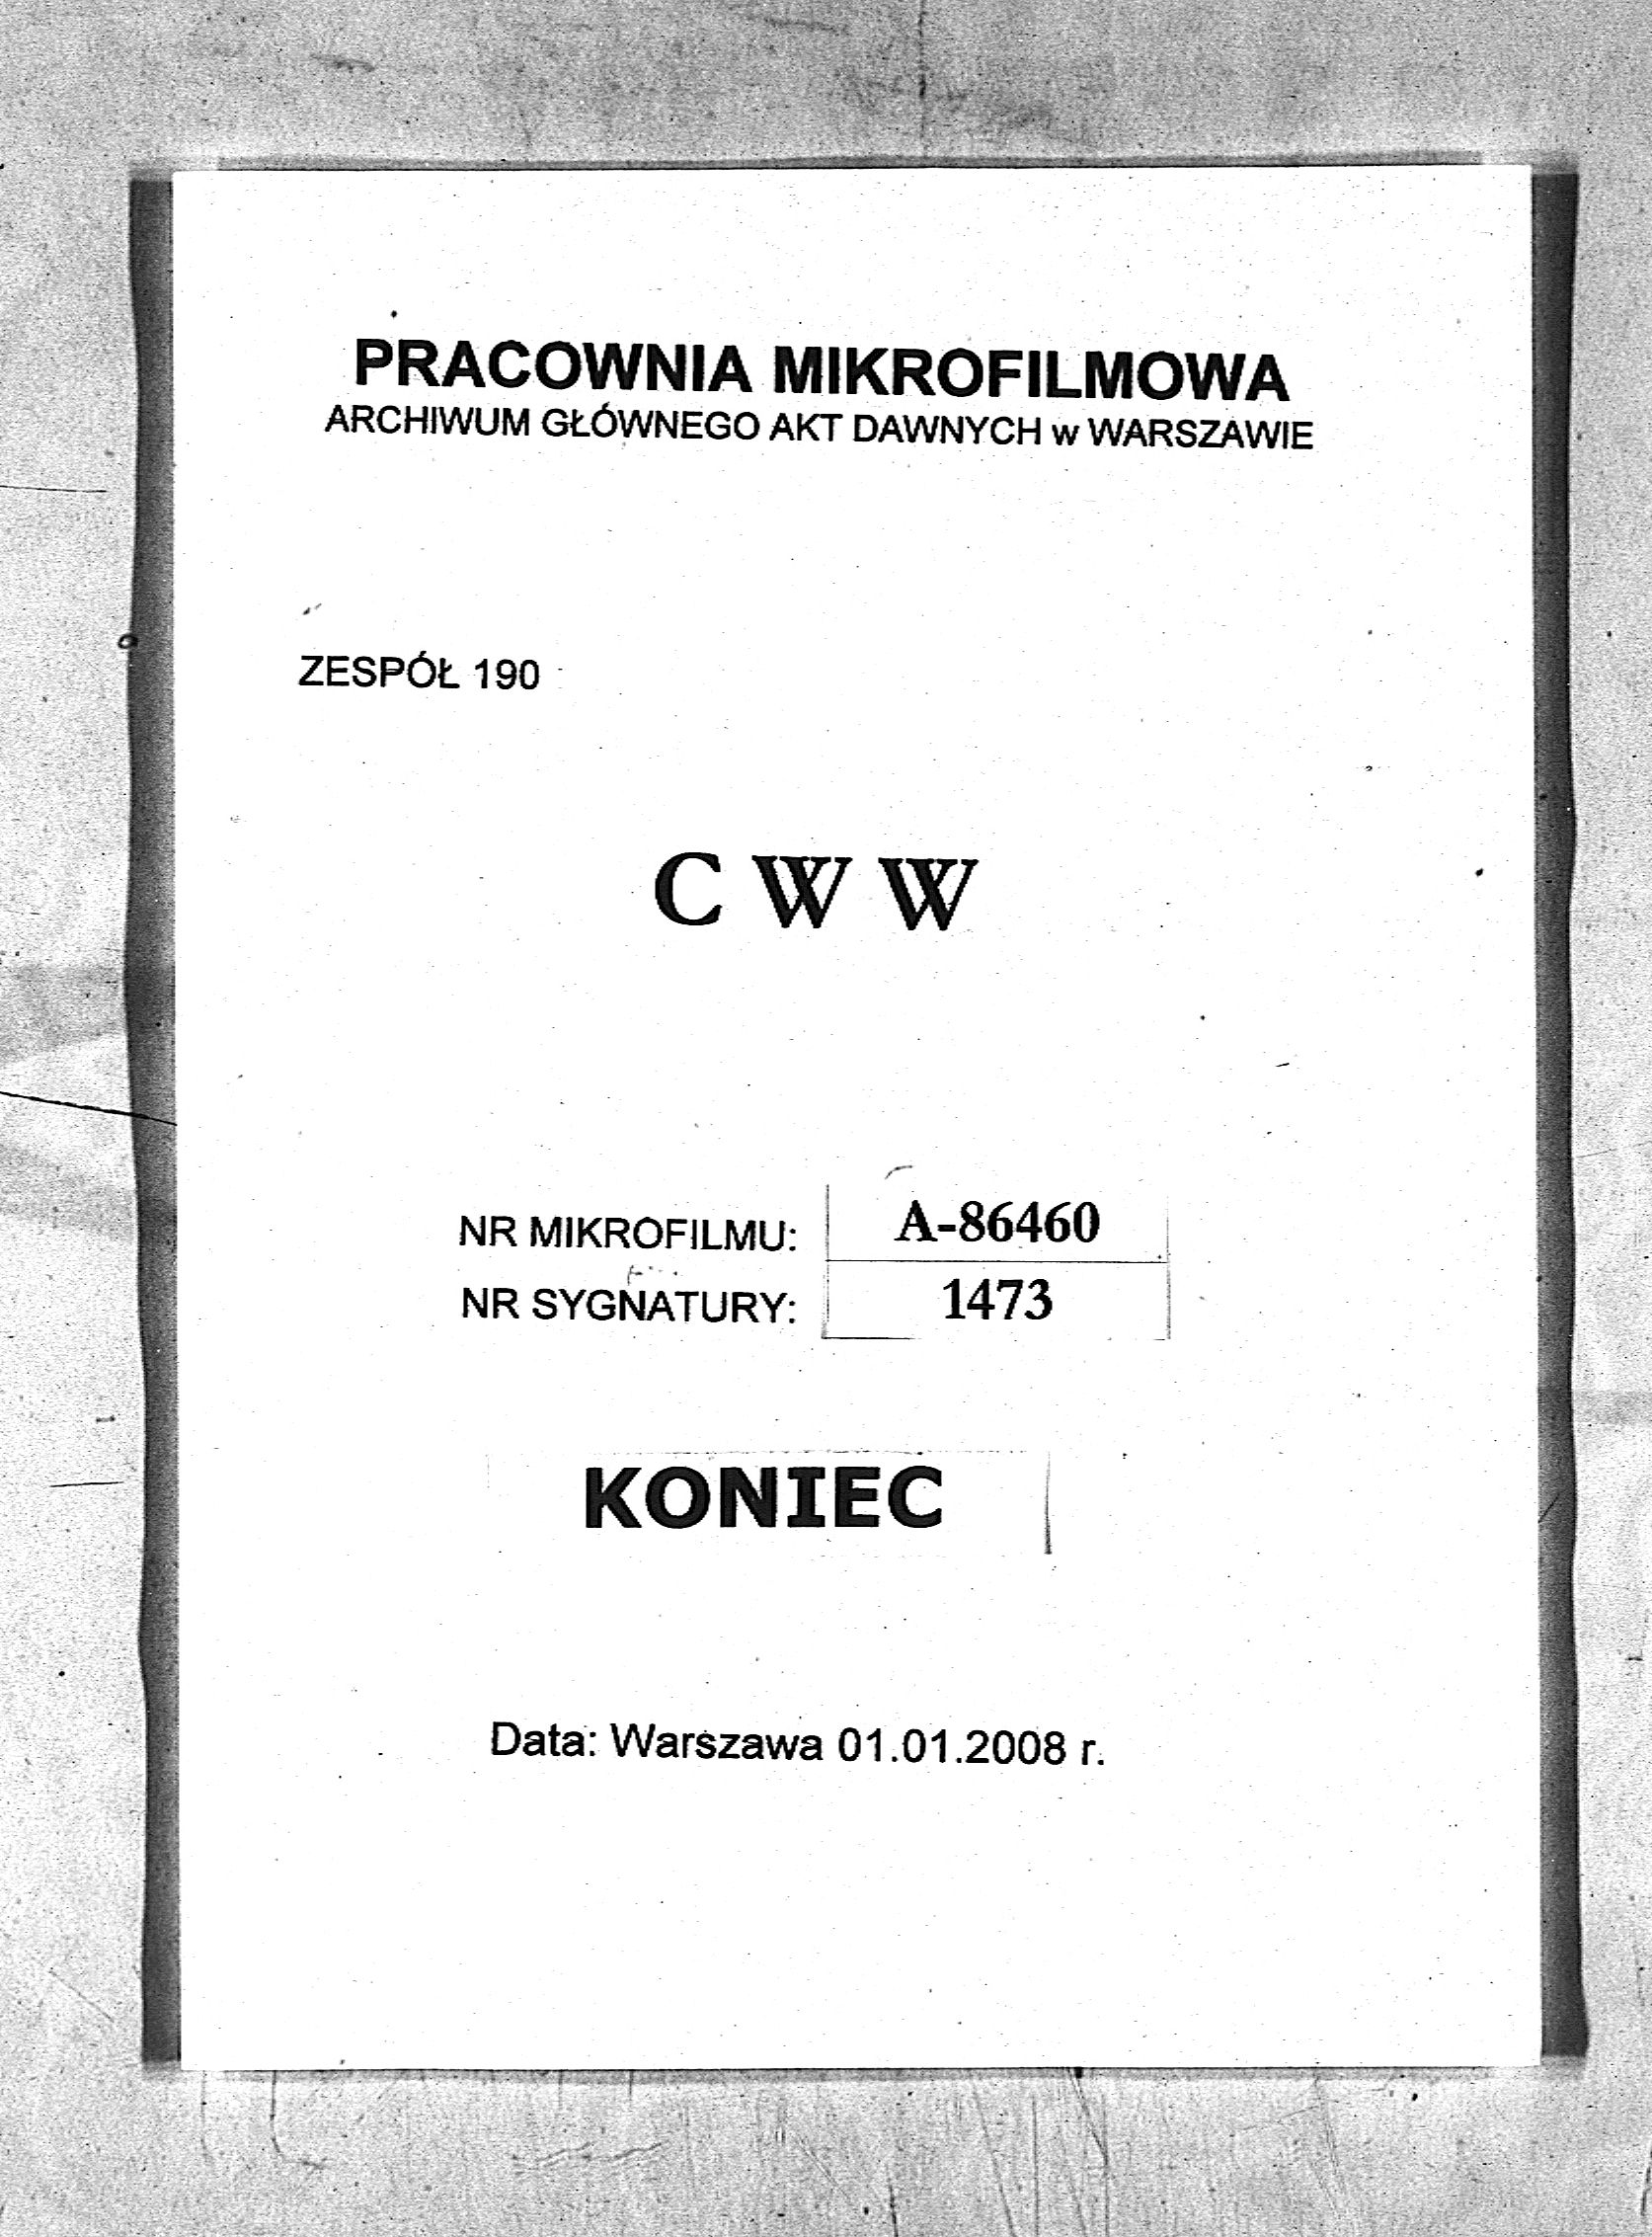 PRACOWNIA MIKROFILMOWA
ARCHIWUM GŁÓWNEGO AKT DAWNYCH w WARSZAWIE
ZESPÓŁ 190
C W W
NR MIKROFILMU: A-86460
NR SYGNATURY: 1473
KONIEC
Data: Warszawa 01.01.2008 r.